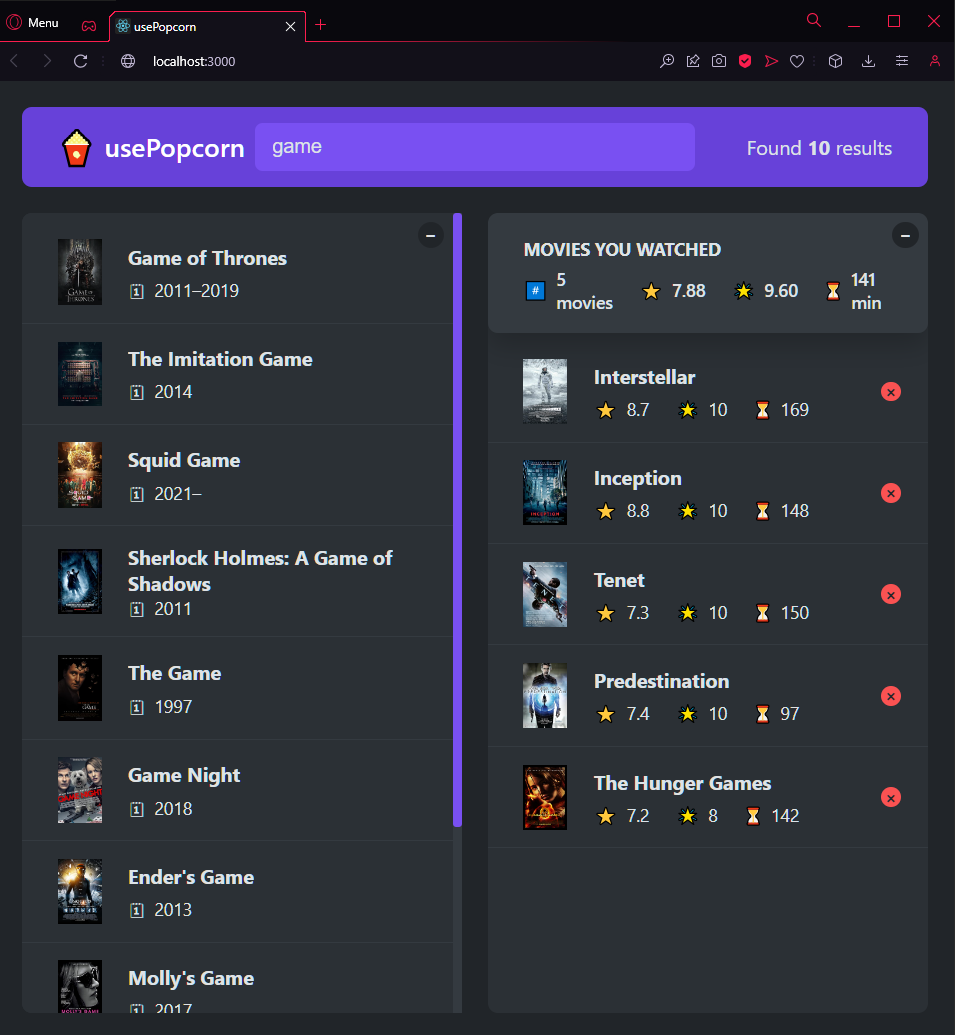 Menu
usePopcorn
localhost:3000
usePopcorn
game
Found 10 results
Game of Thrones
2011–2019
The Imitation Game
2014
Squid Game
2021–
Sherlock Holmes: A Game of
Shadows
2011
The Game
1997
Game Night
2018
Ender's Game
2013
Molly's Game
2017
MOVIES YOU WATCHED
# 5 movies
7.88
9.60
141 min
Interstellar
8.7 10 169
Inception
8.8 10 148
Tenet
7.3 10 150
Predestination
7.4 10 97
The Hunger Games
7.2 8 142